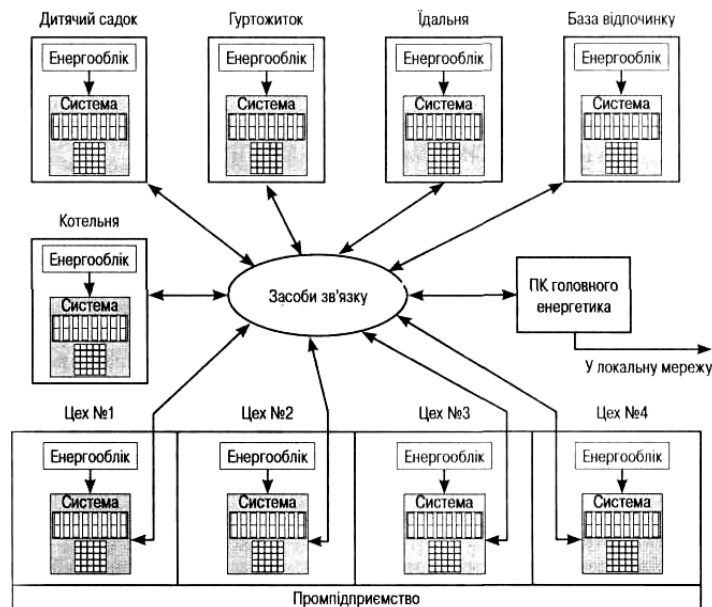 Дитячий садок
Гуртожиток
Їдальня
База відпочинку
Енергооблік
Енергооблік
Енергооблік
Енергооблік
Система
Система
Система
Система
Котельня
Енергооблік
Система
Засоби зв'язку
ПК головного
енергетика
У локальну мережу
Цех №1
Цех №2
Цех №3
Цех №4
Енергооблік
Енергооблік
Енергооблік
Енергооблік
Система
Система
Система
Система
Промпідприємство